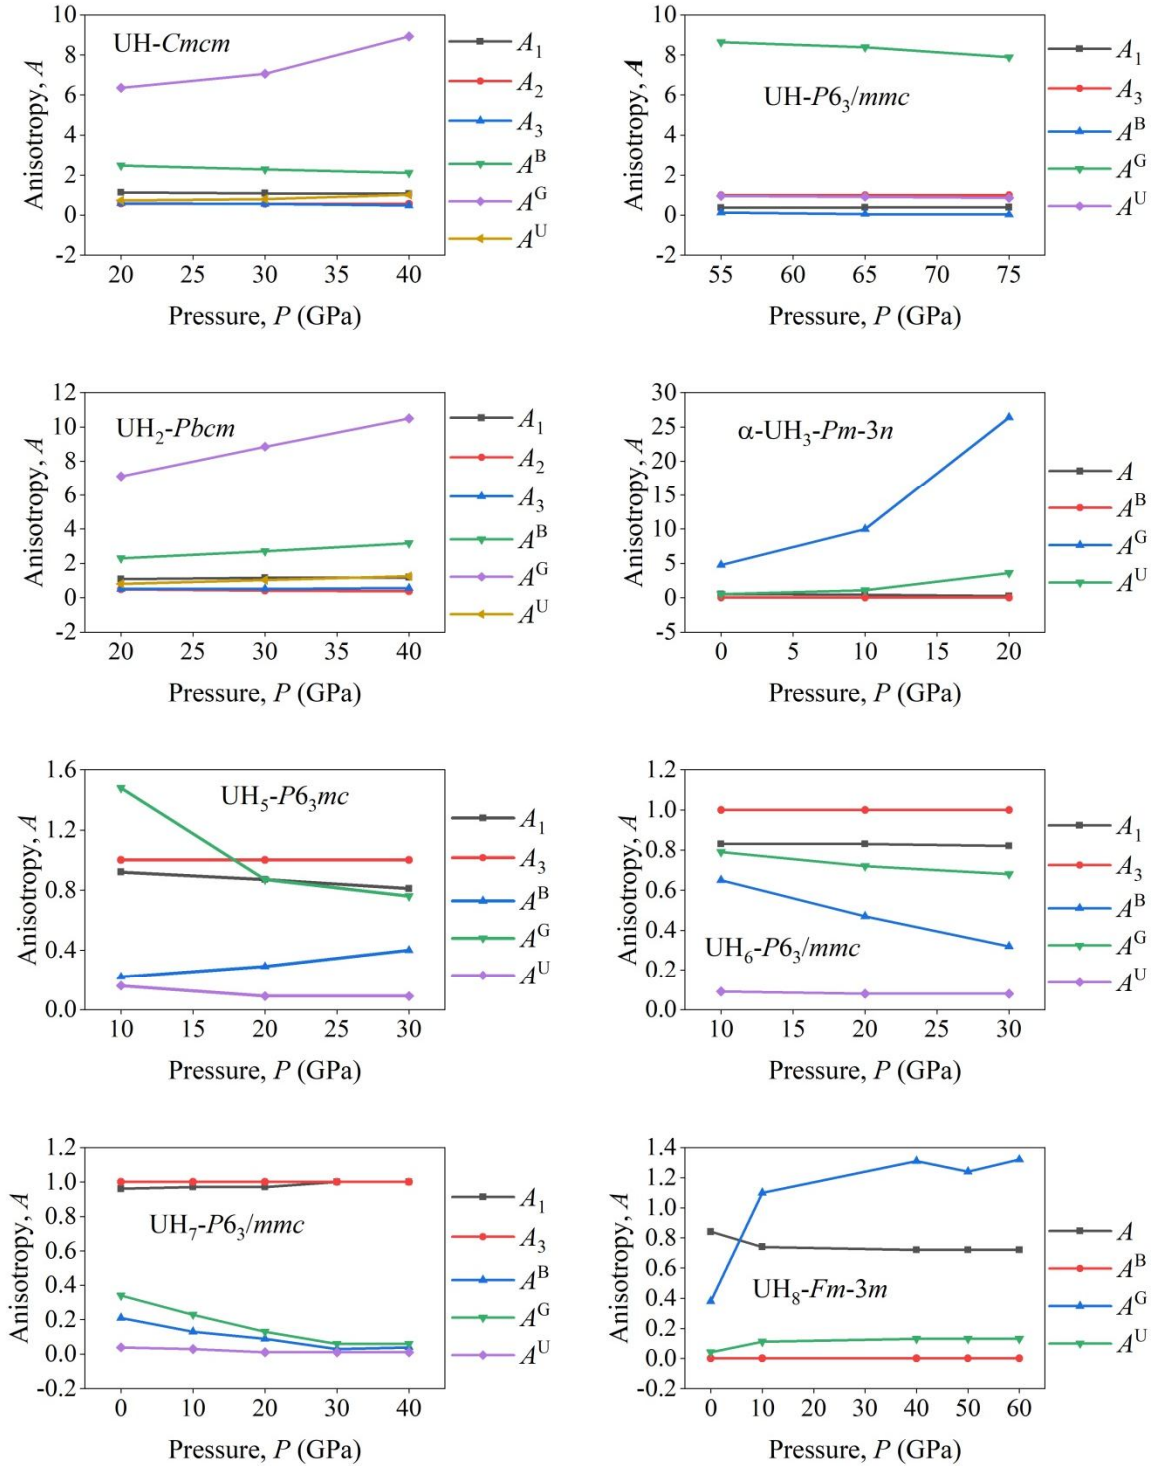 UH-Cmcm
Anisotropy, A
10
8
6
4
2
0
-2
20 25 30 35 40
Pressure, P (GPa)
A₁
A₂
A₃
Aᴮ
Aᴳ
Aᵁ
UH-P6₃/mmc
Anisotropy, A
10
8
6
4
2
0
-2
55 60 65 70 75
Pressure, P (GPa)
A₁
A₃
Aᴮ
Aᴳ
Aᵁ
UH₂-Pbcm
Anisotropy, A
12
10
8
6
4
2
0
-2
20 25 30 35 40
Pressure, P (GPa)
A₁
A₂
A₃
Aᴮ
Aᴳ
Aᵁ
α-UH₃-Pm-3n
Anisotropy, A
30
25
20
15
10
5
0
-5
0 5 10 15 20
Pressure, P (GPa)
A
Aᴮ
Aᴳ
Aᵁ
UH₅-P6₃mc
Anisotropy, A
1.6
1.2
0.8
0.4
0.0
10 15 20 25 30
Pressure, P (GPa)
A₁
A₃
Aᴮ
Aᴳ
Aᵁ
UH₆-P6₃/mmc
Anisotropy, A
1.2
1.0
0.8
0.6
0.4
0.2
0.0
10 15 20 25 30
Pressure, P (GPa)
A₁
A₃
Aᴮ
Aᴳ
Aᵁ
UH₇-P6₃/mmc
Anisotropy, A
1.2
1.0
0.8
0.6
0.4
0.2
0.0
-0.2
0 10 20 30 40
Pressure, P (GPa)
A₁
A₃
Aᴮ
Aᴳ
Aᵁ
UH₈-Fm-3m
Anisotropy, A
1.4
1.2
1.0
0.8
0.6
0.4
0.2
0.0
-0.2
0 10 20 30 40 50 60
Pressure, P (GPa)
A
Aᴮ
Aᴳ
Aᵁ